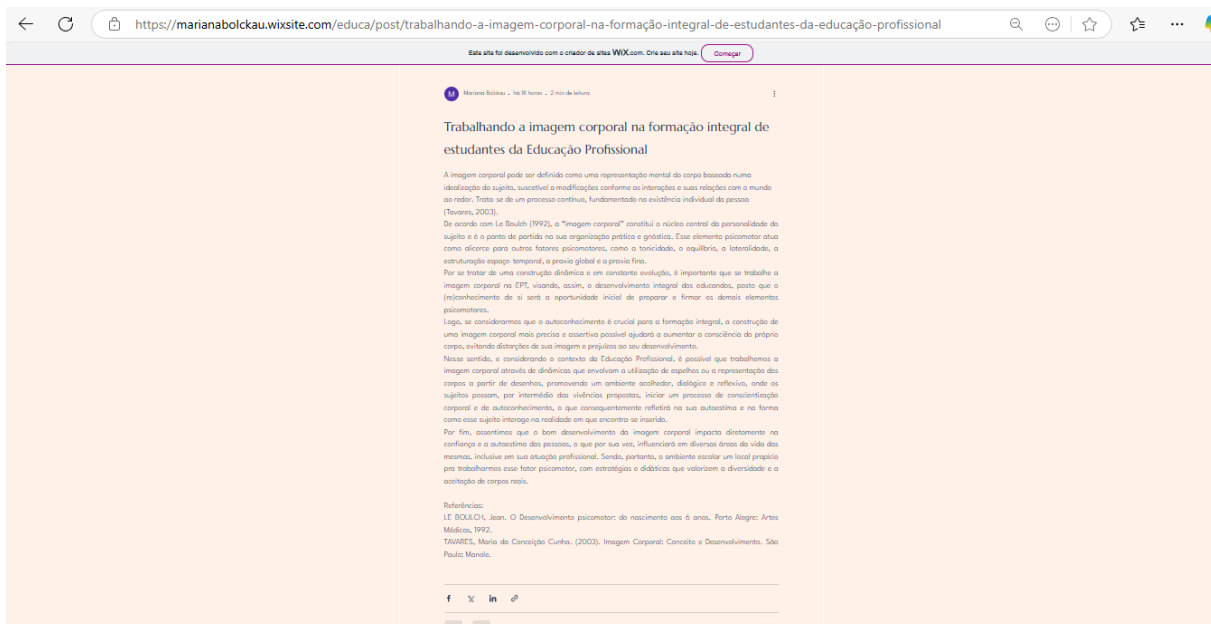 https://marianabolckau.wixsite.com/educa/post/trabalhando-a-imagem-corporal-na-formação-integral-de-estudantes-da-educação-profissional
Este site foi desenvolvido com o criador de sites WiX.com. Crie seu site hoje. Começar
M Mariana Bolckau • há 18 horas • 2 min de leitura
Trabalhando a imagem corporal na formação integral de
estudantes da Educação Profissional
A imagem corporal pode ser definida como uma representação mental do corpo baseada numa
idealização do sujeito, suscetível a modificações conforme as interações e suas relações com o mundo
ao redor. Trata-se de um processo contínuo, fundamentado na existência individual da pessoa
(Tavares, 2003).
De acordo com Le Boulch (1992), a "imagem corporal" constitui o núcleo central da personalidade do
sujeito e é o ponto de partida na sua organização prática e gnóstica. Esse elemento psicomotor atua
como alicerce para outros fatores psicomotores, como a tonicidade, o equilíbrio, a lateralidade, a
estruturação espaço-temporal, a praxia global e a praxia fina.
Por se tratar de uma construção dinâmica e em constante evolução, é importante que se trabalhe a
imagem corporal na EPT, visando, assim, o desenvolvimento integral dos educandos, posto que o
(re)conhecimento de si será a oportunidade inicial de preparar e firmar os demais elementos
psicomotores.
Logo, se considerarmos que o autoconhecimento é crucial para a formação integral, a construção de
uma imagem corporal mais precisa e assertiva possível ajudará a aumentar a consciência do próprio
corpo, evitando distorções de sua imagem e prejuízos ao seu desenvolvimento.
Nesse sentido, e considerando o contexto da Educação Profissional, é possível que trabalhemos a
imagem corporal através de dinâmicas que envolvam a utilização de espelhos ou a representação dos
corpos a partir de desenhos, promovendo um ambiente acolhedor, dialógico e reflexivo, onde os
sujeitos possam, por intermédio das vivências propostas, iniciar um processo de conscientização
corporal e de autoconhecimento, o que consequentemente refletirá na sua autoestima e na forma
como esse sujeito interage na realidade em que encontra-se inserido.
Por fim, assentimos que o bom desenvolvimento da imagem corporal impacta diretamente na
confiança e a autoestima das pessoas, o que por sua vez, influenciará em diversas áreas da vida das
mesmas, inclusive em sua atuação profissional. Sendo, portanto, o ambiente escolar um local propício
pra trabalharmos esse fator psicomotor, com estratégias e didáticas que valorizem a diversidade e a
aceitação de corpos reais.
Referências:
LE BOULCH, Jean. O Desenvolvimento psicomotor: do nascimento aos 6 anos. Porto Alegre: Artes
Médicas, 1992.
TAVARES, Maria da Conceição Cunha. (2003). Imagem Corporal: Conceito e Desenvolvimento. São
Paulo: Manole.